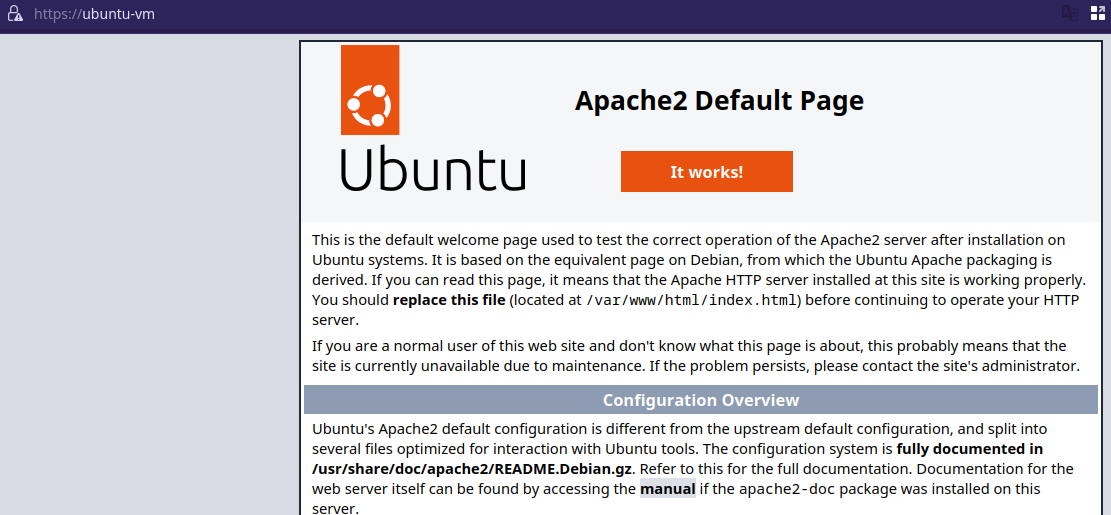 https://ubuntu-vm
Ubuntu
Apache2 Default Page
It works!
This is the default welcome page used to test the correct operation of the Apache2 server after installation on
Ubuntu systems. It is based on the equivalent page on Debian, from which the Ubuntu Apache packaging is
derived. If you can read this page, it means that the Apache HTTP server installed at this site is working properly.
You should replace this file (located at /var/www/html/index.html) before continuing to operate your HTTP
server.
If you are a normal user of this web site and don't know what this page is about, this probably means that the
site is currently unavailable due to maintenance. If the problem persists, please contact the site's administrator.
Configuration Overview
Ubuntu's Apache2 default configuration is different from the upstream default configuration, and split into
several files optimized for interaction with Ubuntu tools. The configuration system is fully documented in
/usr/share/doc/apache2/README.Debian.gz. Refer to this for the full documentation. Documentation for the
web server itself can be found by accessing the manual if the apache2-doc package was installed on this
server.